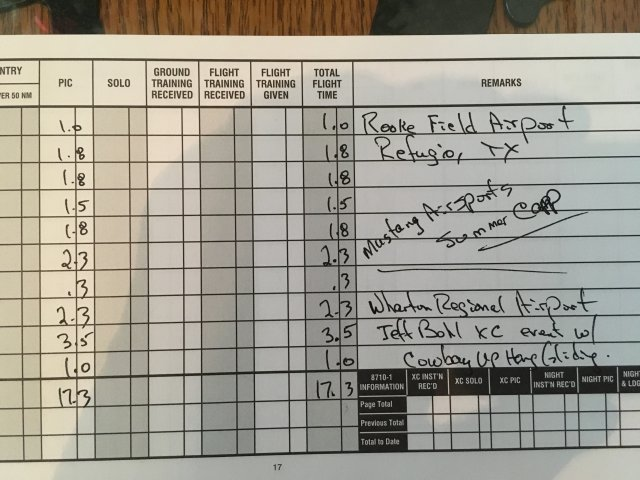 NTRY
VER 50 NM
PIC
SOLO
GROUND TRAINING RECEIVED
FLIGHT TRAINING RECEIVED
FLIGHT TRAINING GIVEN
TOTAL FLIGHT TIME
REMARKS
1.0 1.0 Rooke Field Airport
1.8 1.8 Refugio, TX
1.8 1.8
1.5 1.5 Mustang Airsports
1.8 1.8 Summer Camp
2.3 2.3
.3 .3
2.3 2.3 Wharton Regional Airport
3.5 3.5 Jeff Bohl XC event w/
1.0 1.0 Cowboy Up Hang Gliding.
17.3 17.3
8710-1 INFORMATION
XC INST'N REC'D
XC SOLO
XC PIC
NIGHT INST'N REC'D
NIGHT PIC
NIGHT & LDG
Page Total
Previous Total
Total to Date
17